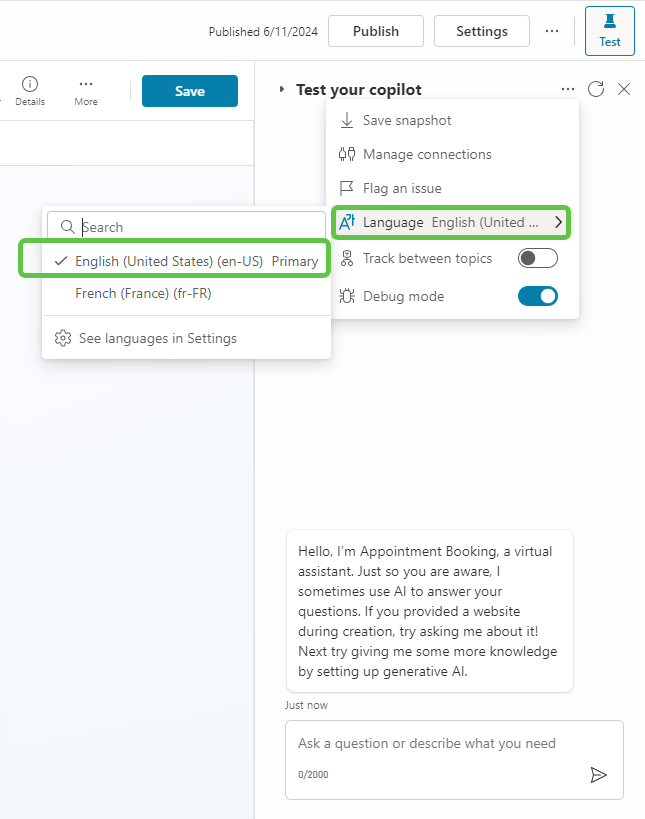 Published 6/11/2024
Publish
Settings
Test
Details
More
Save
Test your copilot
Save snapshot
Manage connections
Flag an issue
Language English (United ...
Track between topics
Debug mode
Search
English (United States) (en-US) Primary
French (France) (fr-FR)
See languages in Settings
Hello, I'm Appointment Booking, a virtual
assistant. Just so you are aware, I
sometimes use AI to answer your
questions. If you provided a website
during creation, try asking me about it!
Next try giving me some more knowledge
by setting up generative AI.
Just now
Ask a question or describe what you need
0/2000